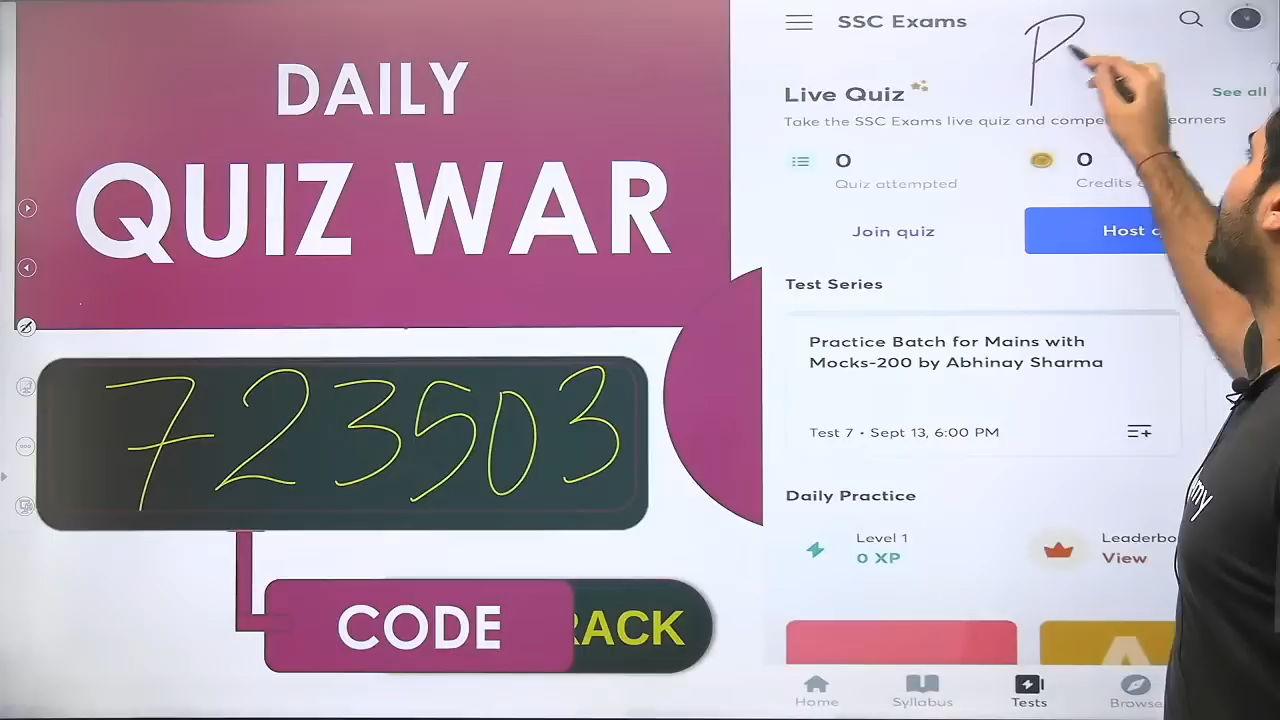 DAILY
QUIZ WAR
723503
CODE
RACK
SSC Exams
P
Live Quiz
See all
Take the SSC Exams live quiz and compe earners
0
Quiz attempted
0
Credits e
Join quiz
Host q
Test Series
Practice Batch for Mains with
Mocks-200 by Abhinay Sharma
Test 7 • Sept 13, 6:00 PM
Daily Practice
Level 1
0 XP
Leaderbo
View
Home
Syllabus
Tests
Browse
my